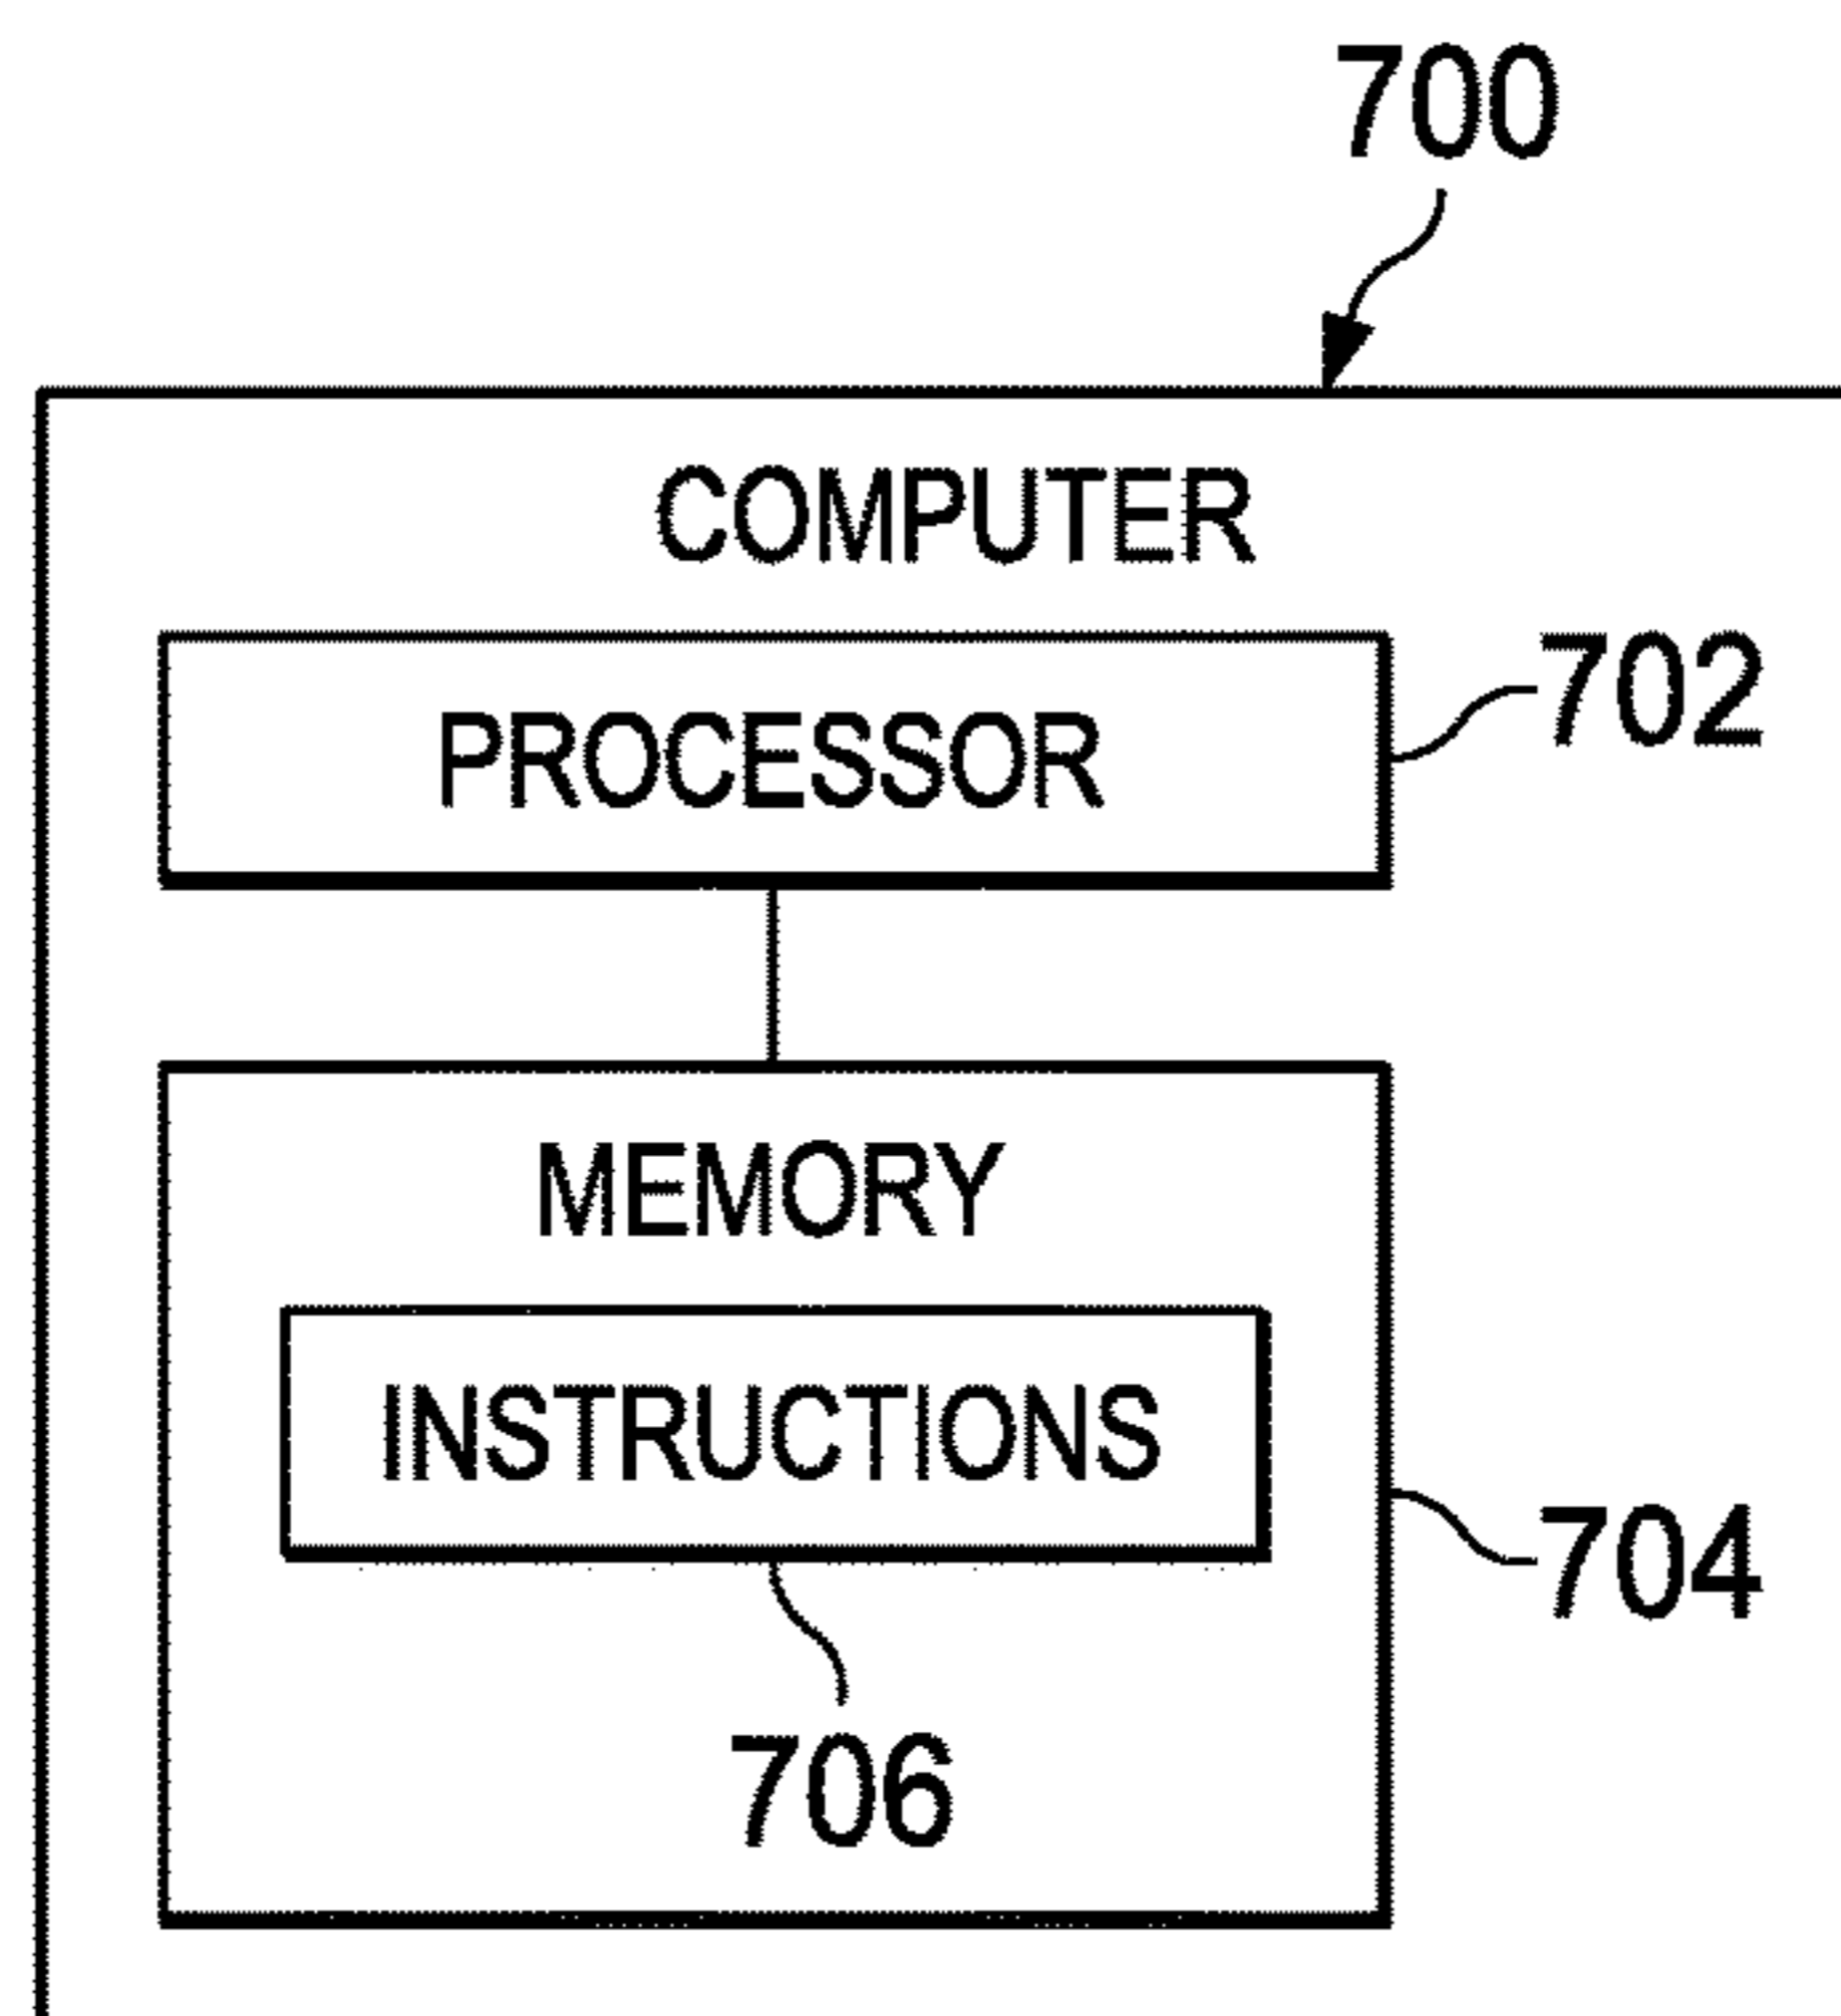 700
COMPUTER
PROCESSOR
702
MEMORY
INSTRUCTIONS
704
706